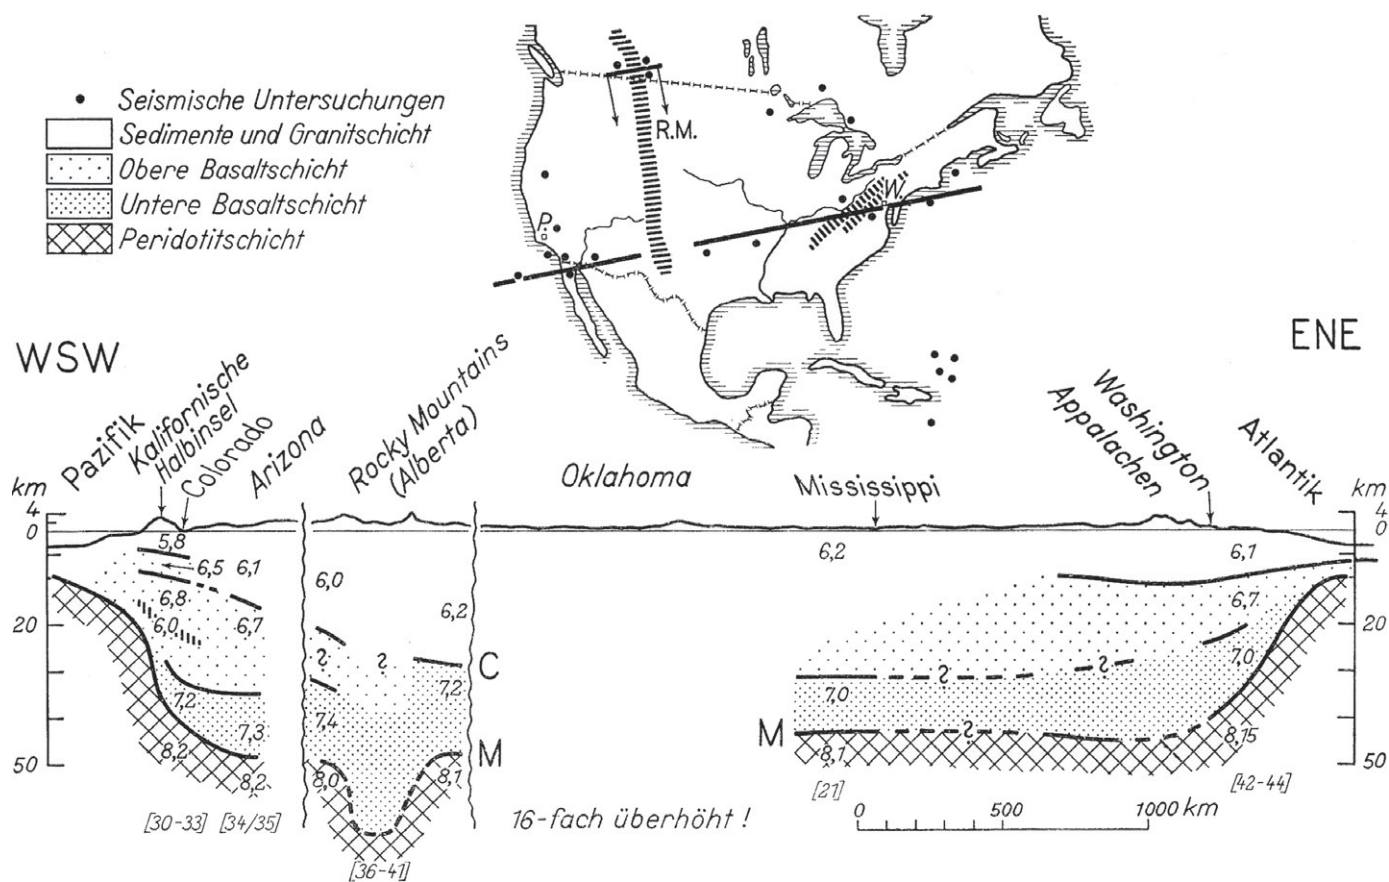 Seismische Untersuchungen
Sedimente und Granitschicht
Obere Basaltschicht
Untere Basaltschicht
Peridotitschicht
R.M.
W.
P.
WSW
ENE
Pazifik
Kalifornische
Halbinsel
Colorado
Arizona
Rocky Mountains
(Alberta)
Oklahoma
Mississippi
Appalachen
Washington
Atlantik
km
4
0
20
50
km
4
0
20
50
5,8
6,5
6,1
6,8
6,0
6,7
7,2
7,3
8,2
8,2
6,0
6,2
?
?
7,2
7,4
8,0
8,1
C
M
6,2
6,1
6,7
?
?
7,0
7,0
M
?
8,1
8,15
[30-33]
[34/35]
[36-41]
[21]
[42-44]
16-fach überhöht !
0
500
1000 km